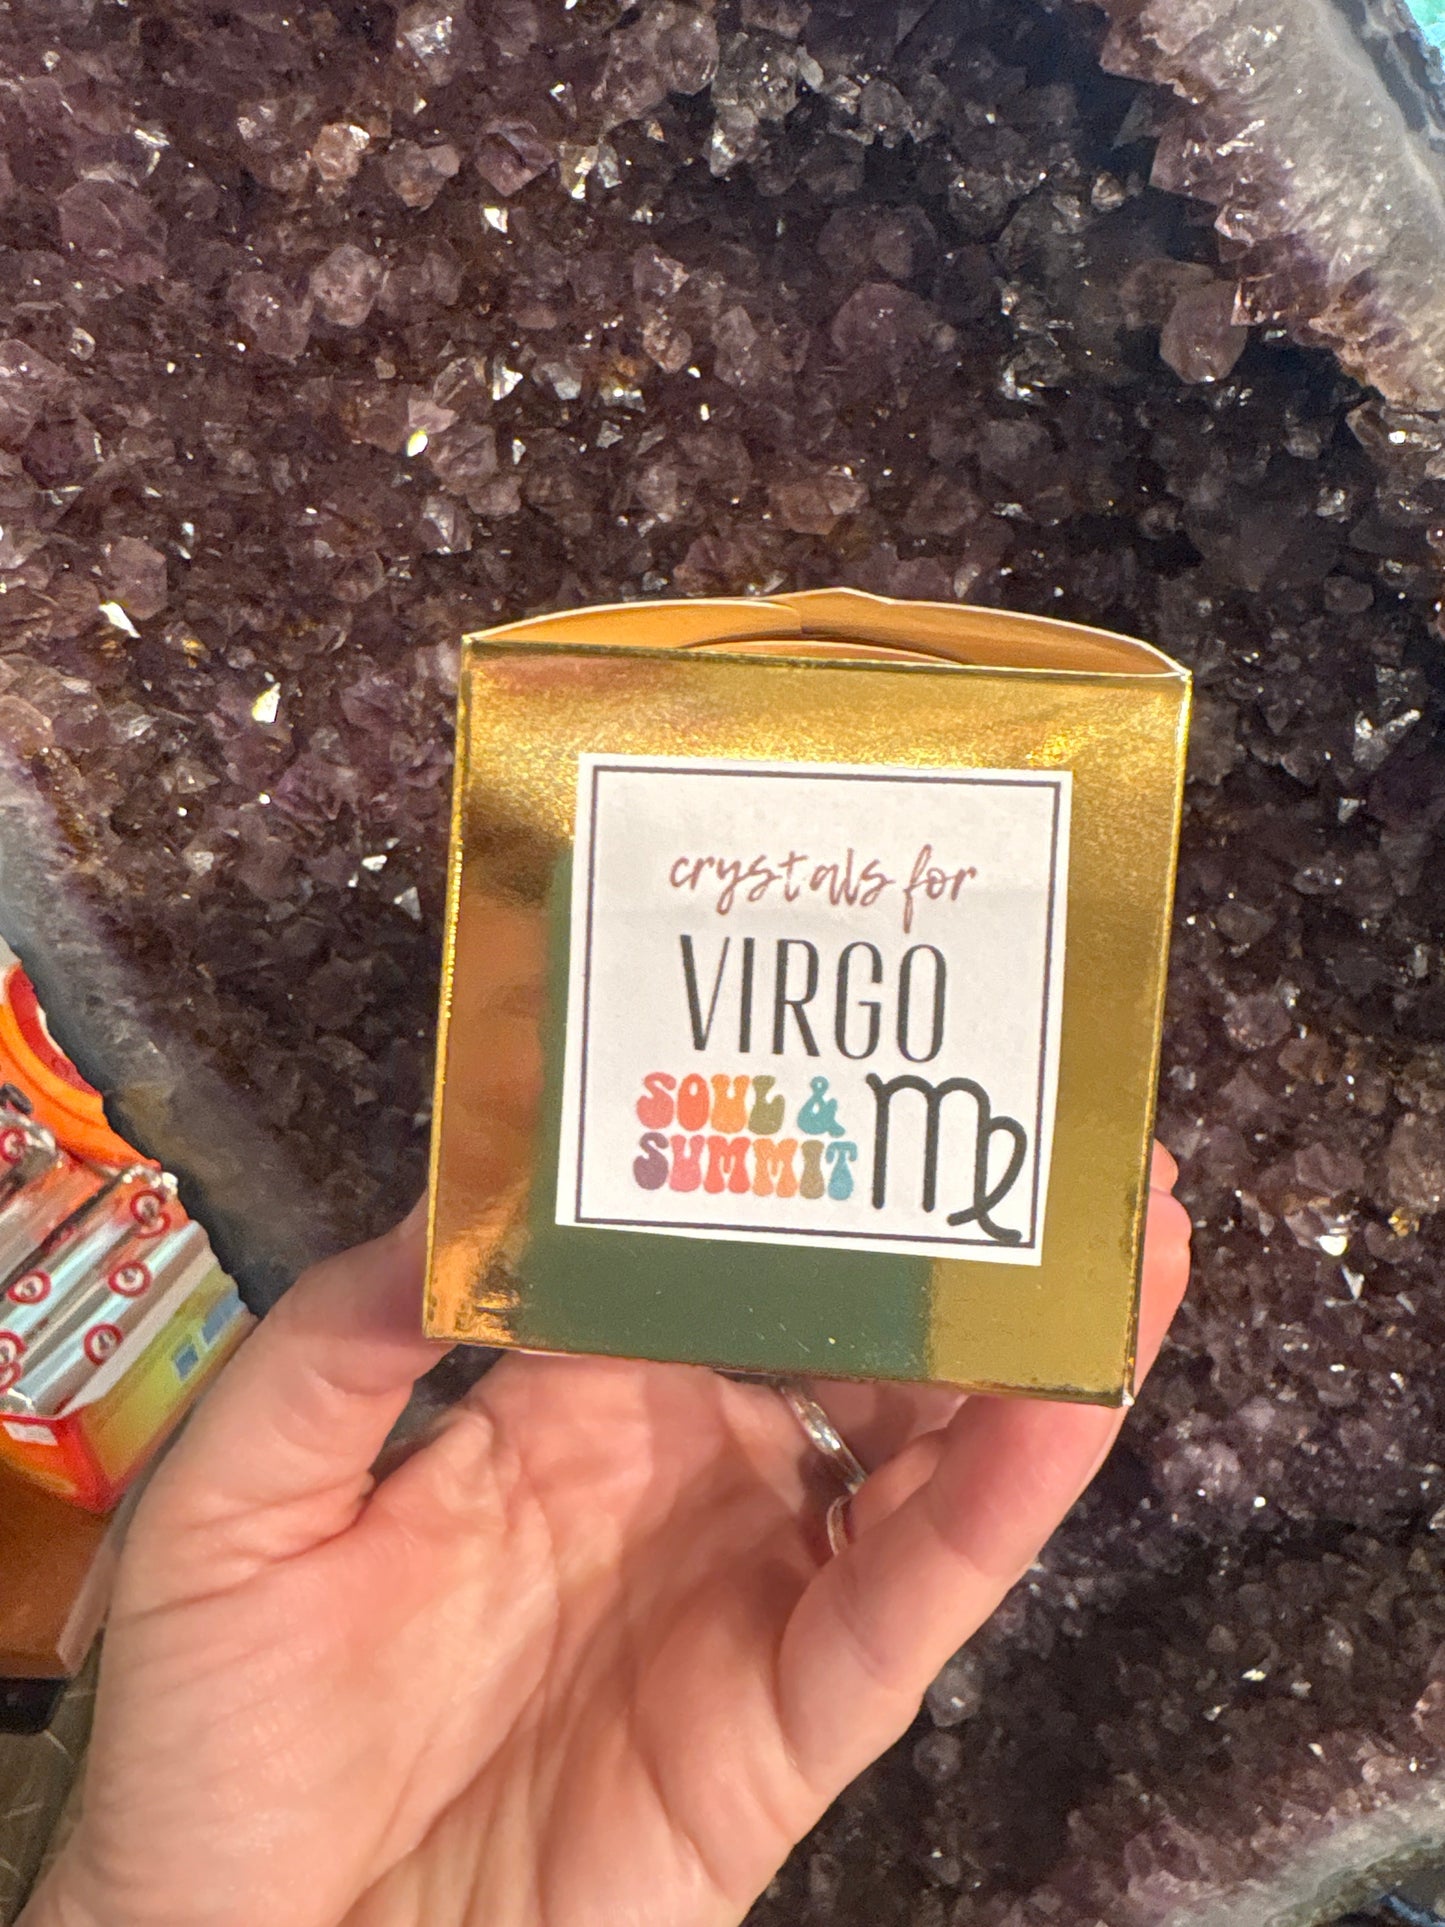 crystals for
VIRGO
SOUL &
SUMMIT